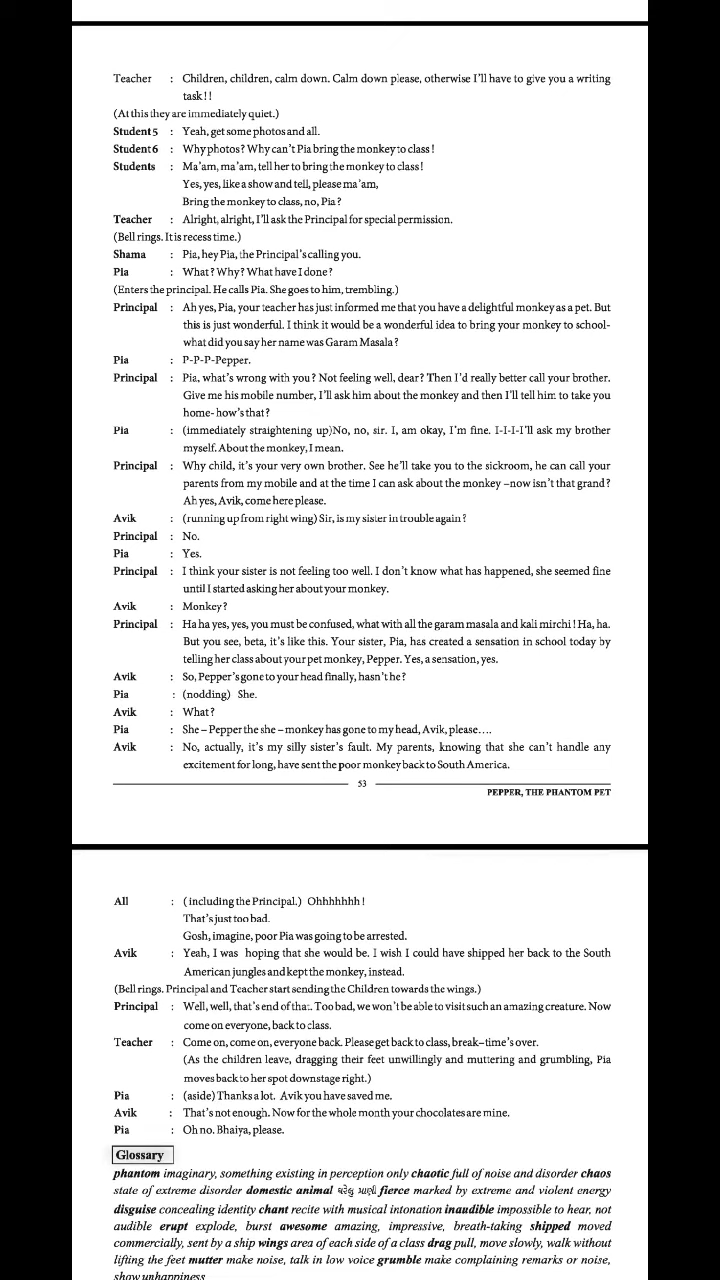 Teacher : Children, children, calm down. Calm down please, otherwise I'll have to give you a writing
task!!
(At this they are immediately quiet.)
Student 5 : Yeah, get some photos and all.
Student 6 : Why photos? Why can't Pia bring the monkey to class!
Students : Ma'am, ma'am, tell her to bring the monkey to class!
Yes, yes, like a show and tell, please ma'am,
Bring the monkey to class, no, Pia?
Teacher : Alright, alright, I'll ask the Principal for special permission.
(Bell rings. It is recess time.)
Shama : Pia, hey Pia, the Principal's calling you.
Pia : What? Why? What have I done?
(Enters the principal. He calls Pia. She goes to him, trembling.)
Principal : Ah yes, Pia, your teacher has just informed me that you have a delightful monkey as a pet. But
this is just wonderful. I think it would be a wonderful idea to bring your monkey to school-
what did you say her name was Garam Masala?
Pia : P-P-P-Pepper.
Principal : Pia, what's wrong with you? Not feeling well, dear? Then I'd really better call your brother.
Give me his mobile number, I'll ask him about the monkey and then I'll tell him to take you
home- how's that?
Pia : (immediately straightening up)No, no, sir. I, am okay, I'm fine. I-I-I-I'll ask my brother
myself. About the monkey, I mean.
Principal : Why child, it's your very own brother. See he'll take you to the sickroom, he can call your
parents from my mobile and at the time I can ask about the monkey –now isn't that grand?
Ah yes, Avik, come here please.
Avik : (running up from right wing) Sir, is my sister in trouble again?
Principal : No.
Pia : Yes.
Principal : I think your sister is not feeling too well. I don't know what has happened, she seemed fine
until I started asking her about your monkey.
Avik : Monkey?
Principal : Ha ha yes, yes, you must be confused, what with all the garam masala and kali mirchi! Ha, ha.
But you see, beta, it's like this. Your sister, Pia, has created a sensation in school today by
telling her class about your pet monkey, Pepper. Yes, a sensation, yes.
Avik : So, Pepper's gone to your head finally, hasn't he?
Pia : (nodding) She.
Avik : What?
Pia : She – Pepper the she – monkey has gone to my head, Avik, please....
Avik : No, actually, it's my silly sister's fault. My parents, knowing that she can't handle any
excitement for long, have sent the poor monkey back to South America.
53
PEPPER, THE PHANTOM PET
All : (including the Principal.) Ohhhhhhh!
That's just too bad.
Gosh, imagine, poor Pia was going to be arrested.
Avik : Yeah, I was hoping that she would be. I wish I could have shipped her back to the South
American jungles and kept the monkey, instead.
(Bell rings. Principal and Teacher start sending the Children towards the wings.)
Principal : Well, well, that's end of that. Too bad, we won't be able to visit such an amazing creature. Now
come on everyone, back to class.
Teacher : Come on, come on, everyone back. Please get back to class, break–time's over.
(As the children leave, dragging their feet unwillingly and muttering and grumbling, Pia
moves back to her spot downstage right.)
Pia : (aside) Thanks a lot. Avik you have saved me.
Avik : That's not enough. Now for the whole month your chocolates are mine.
Pia : Oh no. Bhaiya, please.
Glossary
phantom imaginary, something existing in perception only chaotic full of noise and disorder chaos
state of extreme disorder domestic animal ઘરેલુ પ્રાણી fierce marked by extreme and violent energy
disguise concealing identity chant recite with musical intonation inaudible impossible to hear, not
audible erupt explode, burst awesome amazing, impressive, breath-taking shipped moved
commercially, sent by a ship wings area of each side of a class drag pull, move slowly, walk without
lifting the feet mutter make noise, talk in low voice grumble make complaining remarks or noise,
show unhappiness